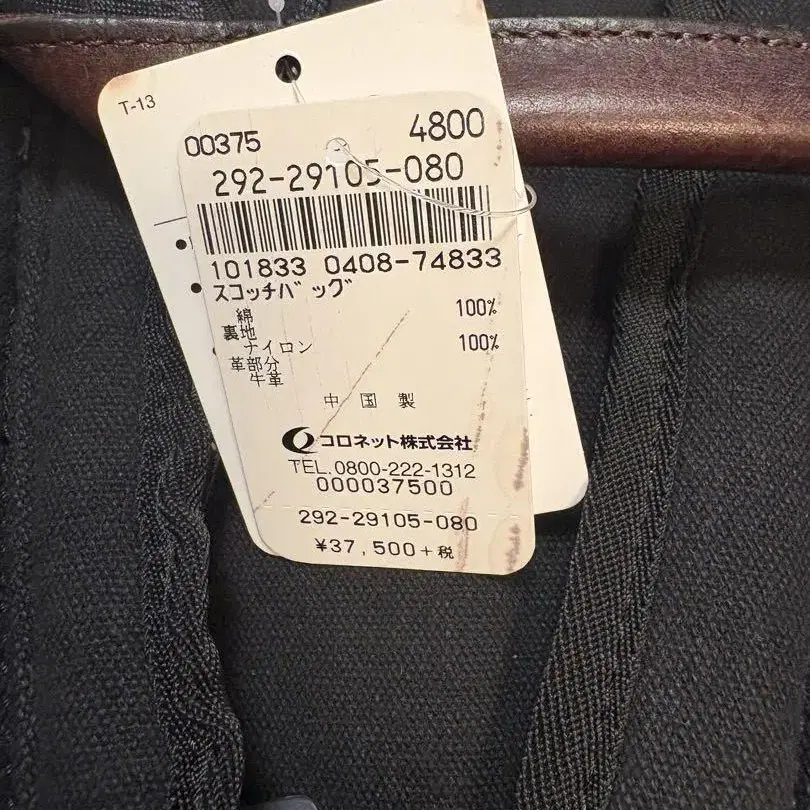 T-13
00375
4800
292-29105-080
101833 0408-74833
スコッチバッグ
綿 100%
裏地
ナイロン 100%
革部分
牛革
中国製
コロネット株式会社
TEL.0800-222-1312
000037500
292-29105-080
¥37,500+税